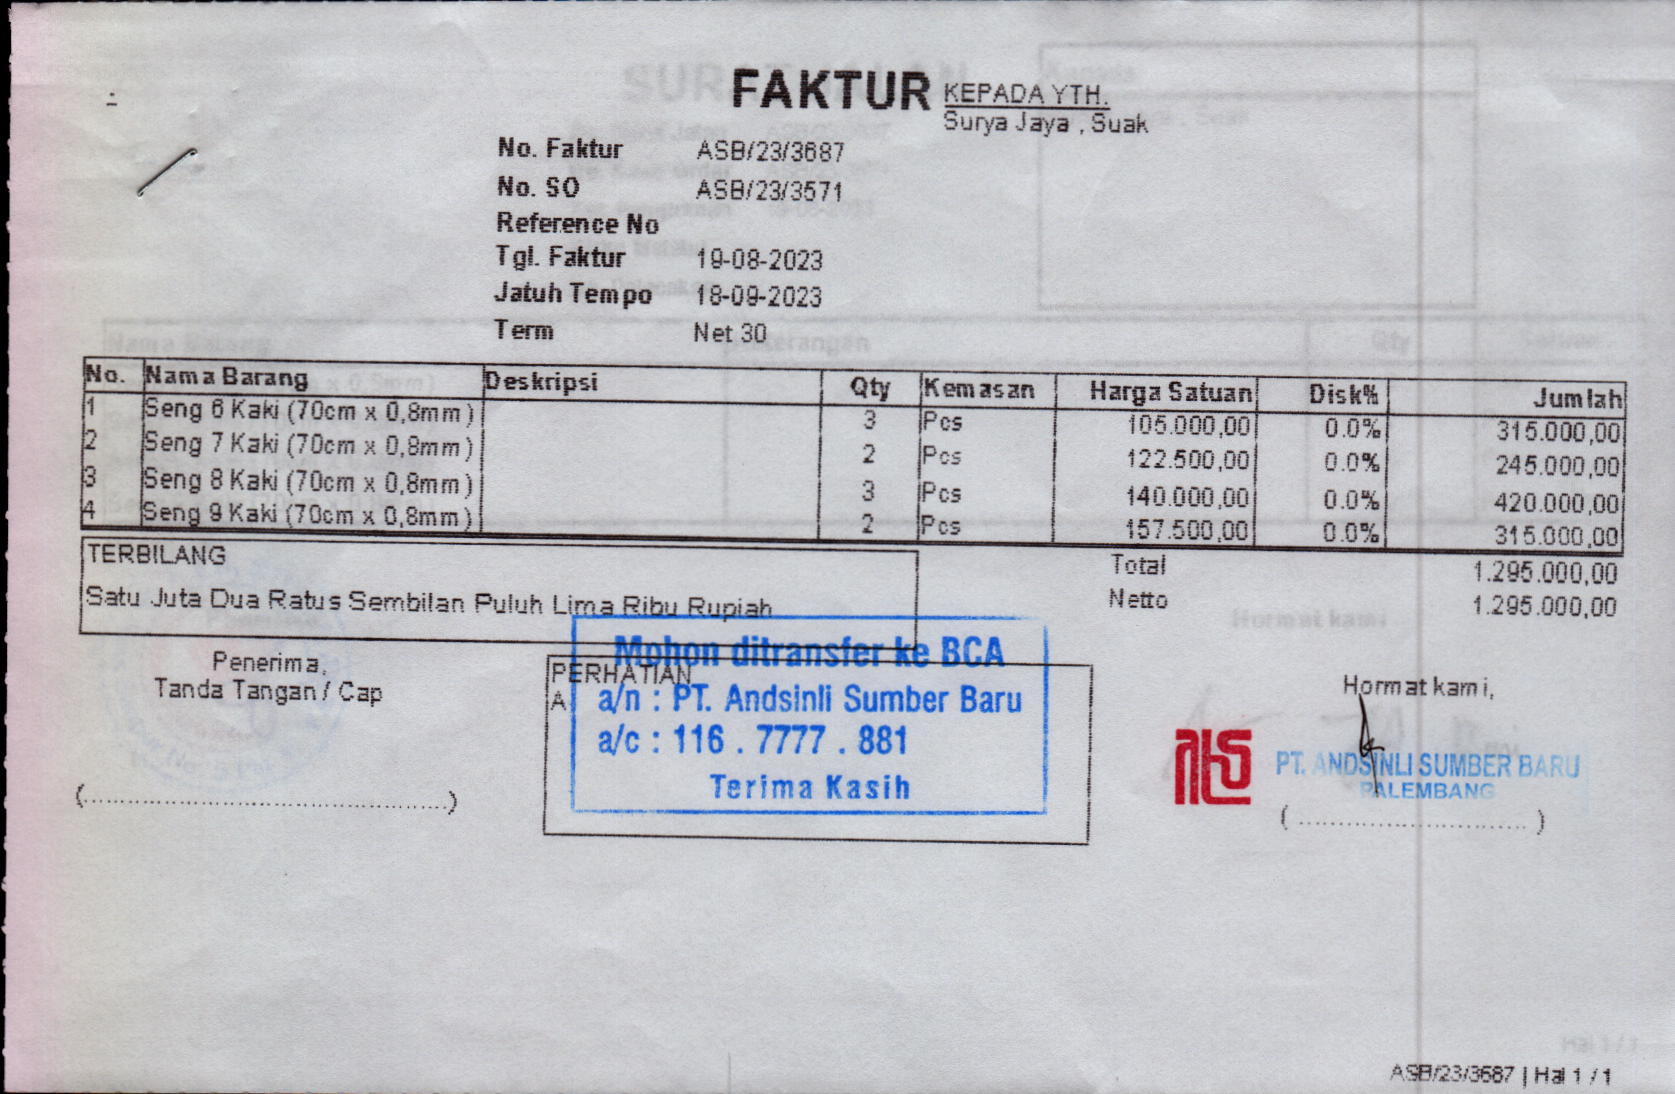 FAKTUR
KEPADA YTH.
Surya Jaya , Suak
No. Faktur ASB/23/3687
No. SO ASB/23/3571
Reference No
Tgl. Faktur 19-08-2023
Jatuh Tempo 18-09-2023
Term Net 30
No. Nama Barang Deskripsi Qty Kemasan Harga Satuan Disk% Jumlah
1 Seng 6 Kaki (70cm x 0,8mm) 3 Pcs 105.000,00 0.0% 315.000,00
2 Seng 7 Kaki (70cm x 0,8mm) 2 Pcs 122.500,00 0.0% 245.000,00
3 Seng 8 Kaki (70cm x 0,8mm) 3 Pcs 140.000,00 0.0% 420.000,00
4 Seng 9 Kaki (70cm x 0,8mm) 2 Pcs 157.500,00 0.0% 315.000,00
TERBILANG
Satu Juta Dua Ratus Sembilan Puluh Lima Ribu Rupiah
Total 1.295.000,00
Netto 1.295.000,00
Penerima,
Tanda Tangan / Cap
(......................................................)
PERHATIAN
A
Mohon ditransfer ke BCA
a/n : PT. Andsinli Sumber Baru
a/c : 116 . 7777 . 881
Terima Kasih
Hormat kami,
PT. ANDSINLI SUMBER BARU
PALEMBANG
( .................................. )
ASB/23/3687 | Hal 1 / 1